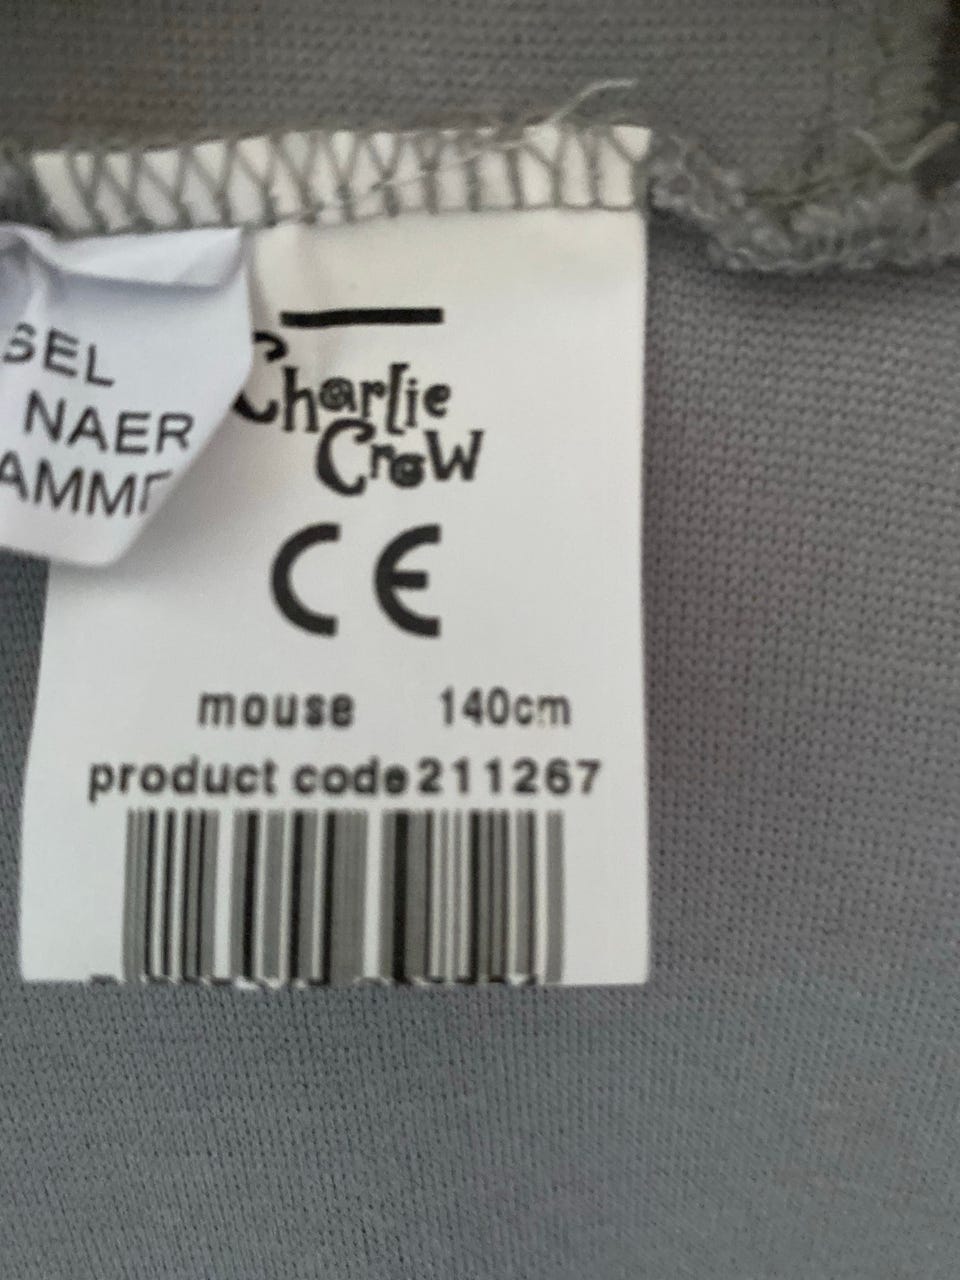 SEL
NAER
Charlie
Crow
CE
mouse 140cm
product code 211267